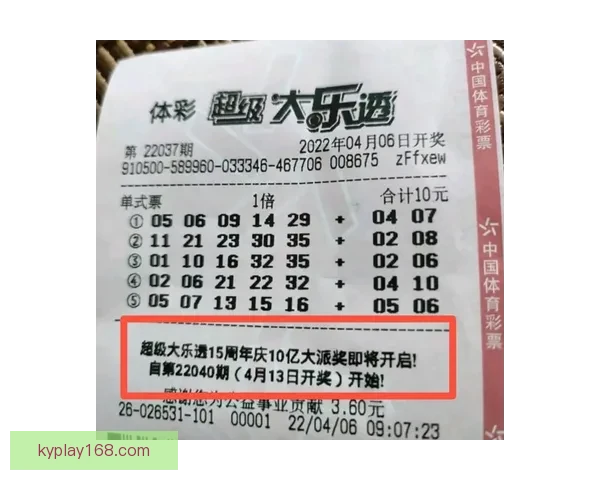 体彩 超级大乐透
第 22037期 2022年04月06日开奖
910500-589960-033346-467706 008675 zFfxew
单式票 1倍 合计10元
① 05 06 09 14 29 + 04 07
② 11 21 23 30 35 + 02 08
③ 01 10 16 32 35 + 02 06
④ 02 06 21 22 32 + 04 10
⑤ 05 07 13 15 16 + 05 06
超级大乐透15周年庆10亿大派奖即将开启!
自第22040期（4月13日开奖）开始!
感谢您为公益事业贡献 3.60元
26-026531-101 00001 22/04/06 09:07:23
中国体育彩票
中国体育彩票
kyplay168.com